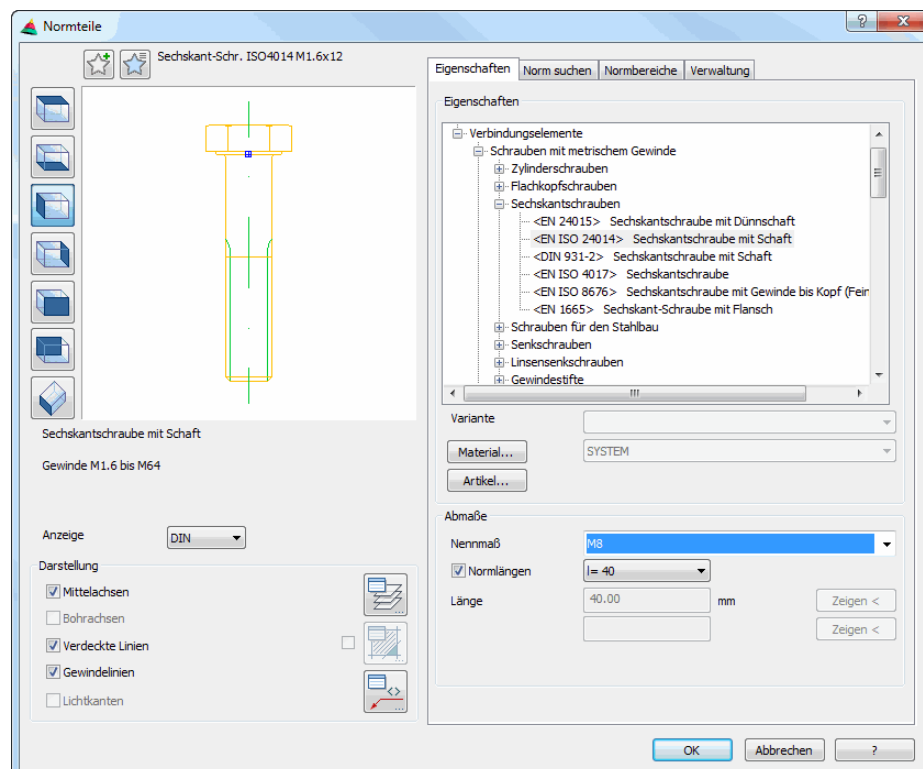 Normteile
?
x
Sechskant-Schr. ISO4014 M1.6x12
Eigenschaften
Norm suchen
Normbereiche
Verwaltung
Eigenschaften
Verbindungselemente
Schrauben mit metrischem Gewinde
Zylinderschrauben
Flachkopfschrauben
Sechskantschrauben
<EN 24015> Sechskantschraube mit Dünnschaft
<EN ISO 24014> Sechskantschraube mit Schaft
<DIN 931-2> Sechskantschraube mit Schaft
<EN ISO 4017> Sechskantschraube
<EN ISO 8676> Sechskantschraube mit Gewinde bis Kopf (Fein
<EN 1665> Sechskant-Schraube mit Flansch
Schrauben für den Stahlbau
Senkschrauben
Linsensenkschrauben
Gewindestifte
Sechskantschraube mit Schaft
Gewinde M1.6 bis M64
Variante
Material...
SYSTEM
Artikel...
Anzeige
DIN
Abmaße
Nennmaß
M8
Normlängen
l= 40
Länge
40.00
mm
Zeigen <
Zeigen <
Darstellung
Mittelachsen
Bohrachsen
Verdeckte Linien
Gewindelinien
Lichtkanten
OK
Abbrechen
?